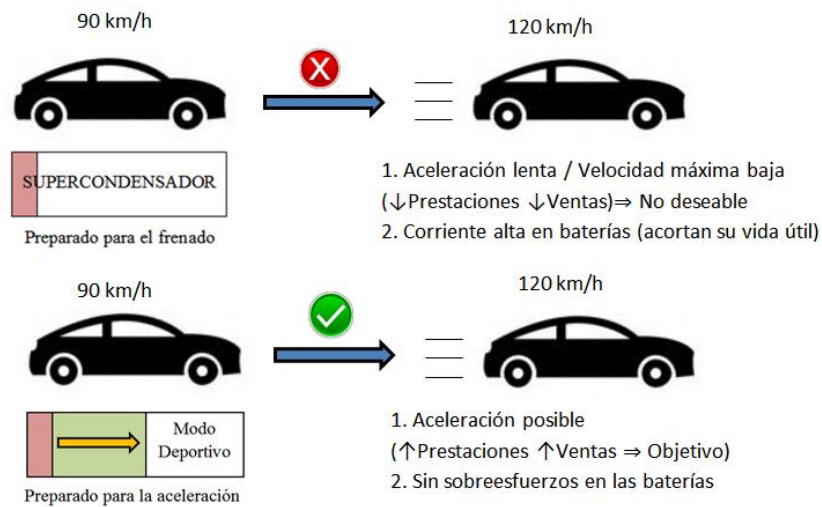 90 km/h
120 km/h
X
SUPERCONDENSADOR
Preparado para el frenado
1. Aceleración lenta / Velocidad máxima baja
(↓Prestaciones ↓Ventas)⇒ No deseable
2. Corriente alta en baterías (acortan su vida útil)
90 km/h
120 km/h
Modo
Deportivo
Preparado para la aceleración
1. Aceleración posible
(↑Prestaciones ↑Ventas ⇒ Objetivo)
2. Sin sobreesfuerzos en las baterías